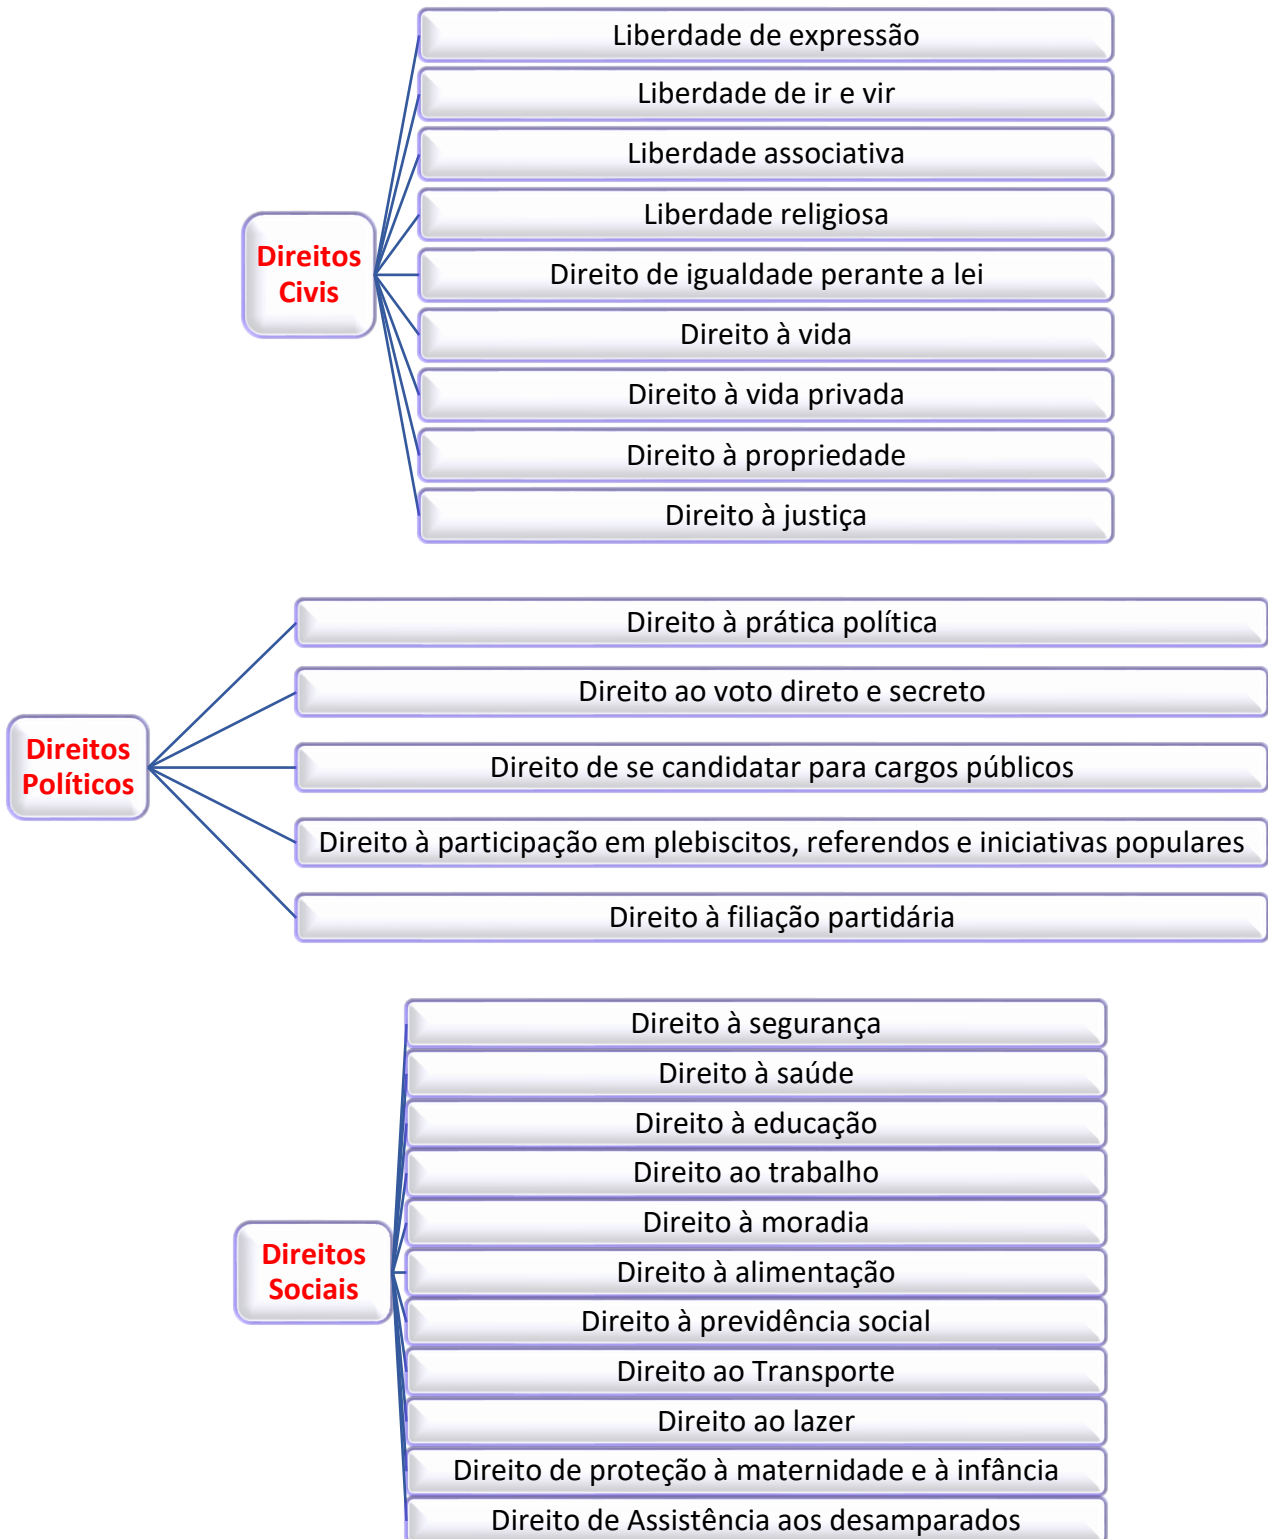 Direitos
Civis
Liberdade de expressão
Liberdade de ir e vir
Liberdade associativa
Liberdade religiosa
Direito de igualdade perante a lei
Direito à vida
Direito à vida privada
Direito à propriedade
Direito à justiça
Direitos
Políticos
Direito à prática política
Direito ao voto direto e secreto
Direito de se candidatar para cargos públicos
Direito à participação em plebiscitos, referendos e iniciativas populares
Direito à filiação partidária
Direitos
Sociais
Direito à segurança
Direito à saúde
Direito à educação
Direito ao trabalho
Direito à moradia
Direito à alimentação
Direito à previdência social
Direito ao Transporte
Direito ao lazer
Direito de proteção à maternidade e à infância
Direito de Assistência aos desamparados